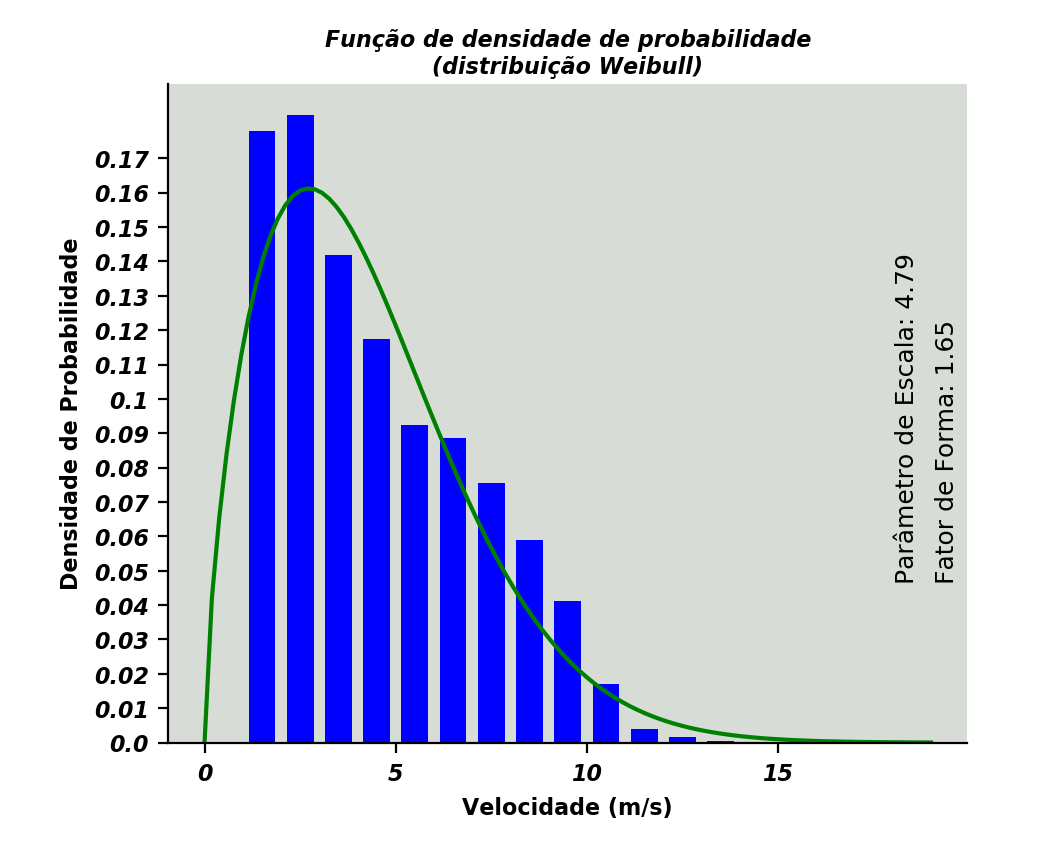 Função de densidade de probabilidade
(distribuição Weibull)
0.17
0.16
0.15
0.14
0.13
0.12
0.11
0.1
0.09
0.08
0.07
0.06
0.05
0.04
0.03
0.02
0.01
0.0
Densidade de Probabilidade
Parâmetro de Escala: 4.79
Fator de Forma: 1.65
0 5 10 15
Velocidade (m/s)